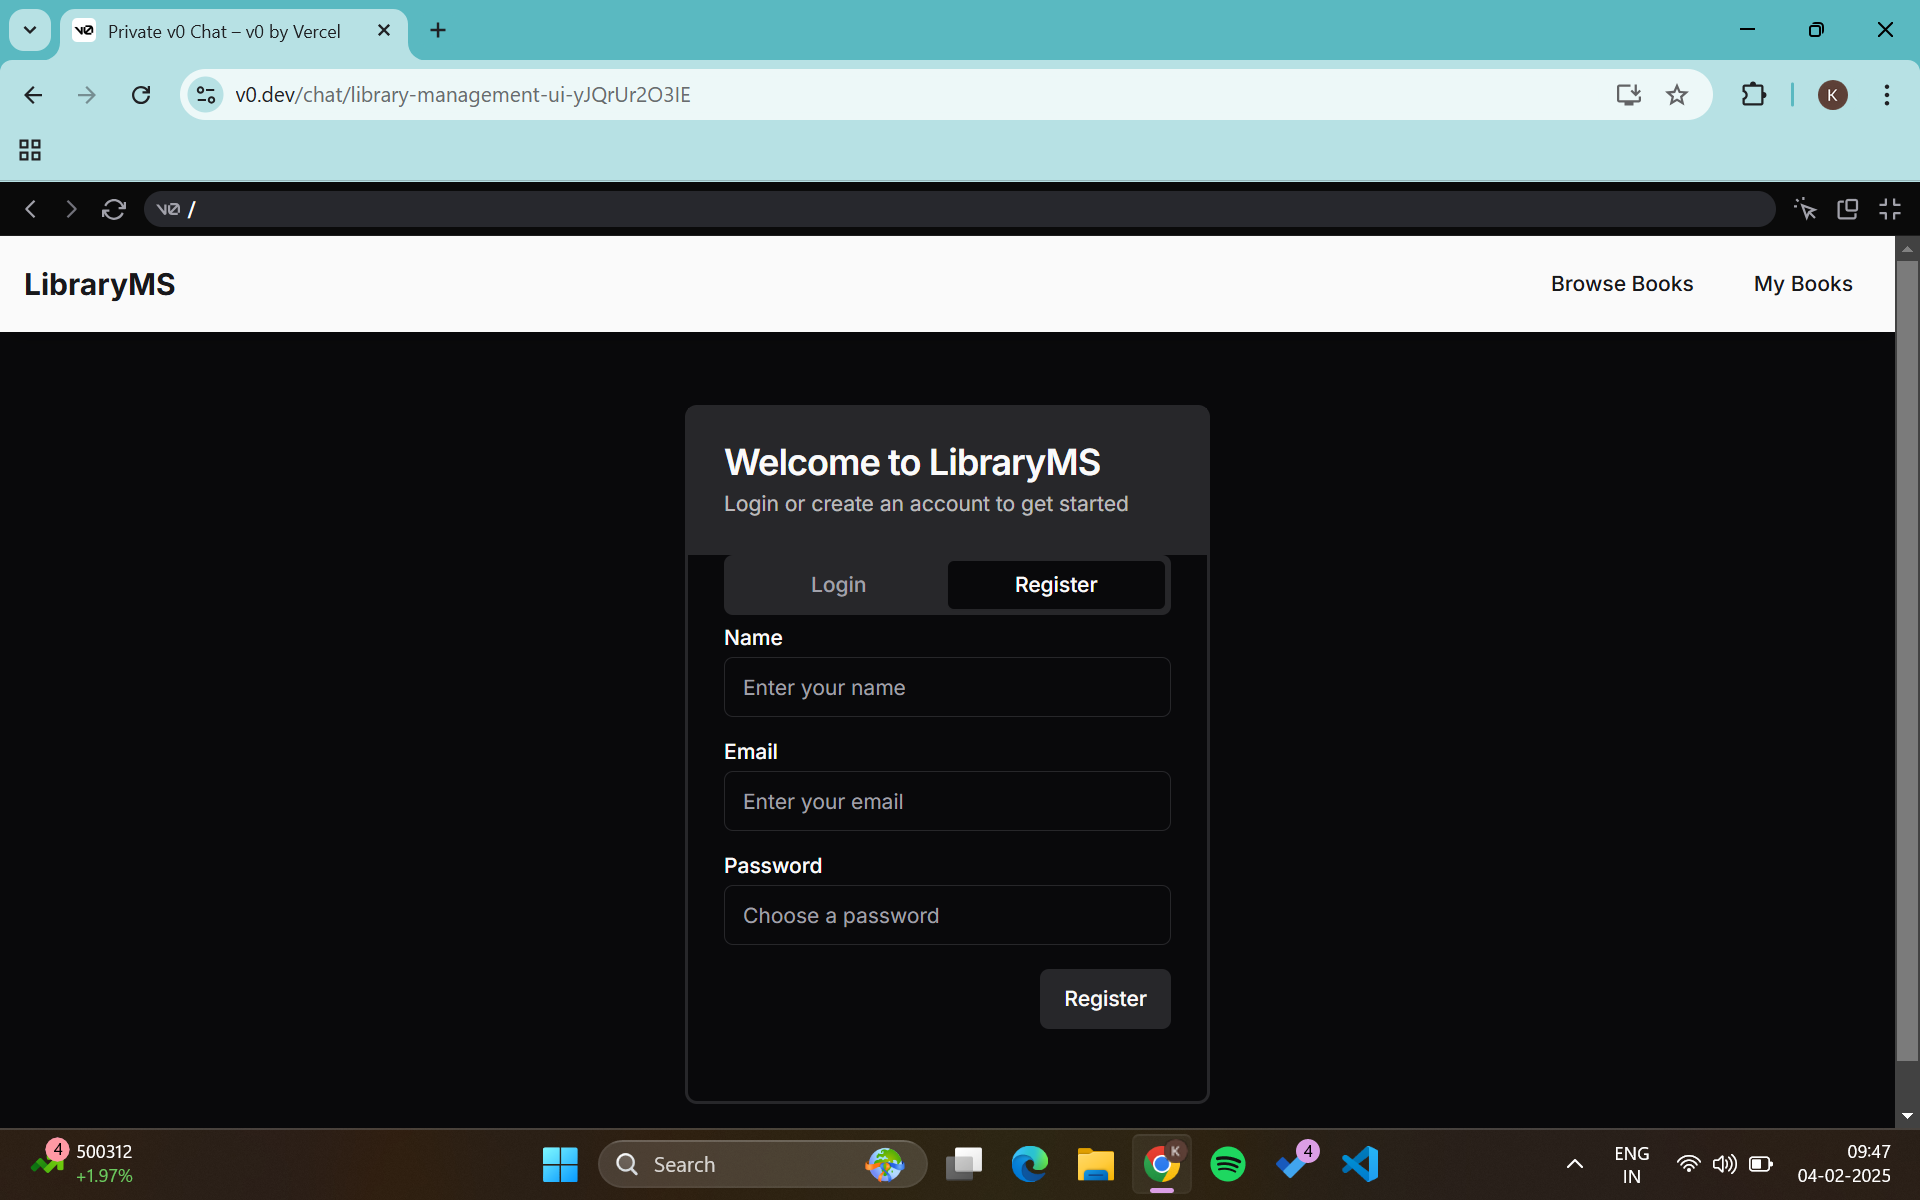 Private v0 Chat – v0 by Vercel
v0.dev/chat/library-management-ui-yJQrUr2O3IE
K
v0 /
LibraryMS
Browse Books
My Books
Welcome to LibraryMS
Login or create an account to get started
Login
Register
Name
Enter your name
Email
Enter your email
Password
Choose a password
Register
4
500312
+1.97%
Search
K
4
ENG
IN
09:47
04-02-2025